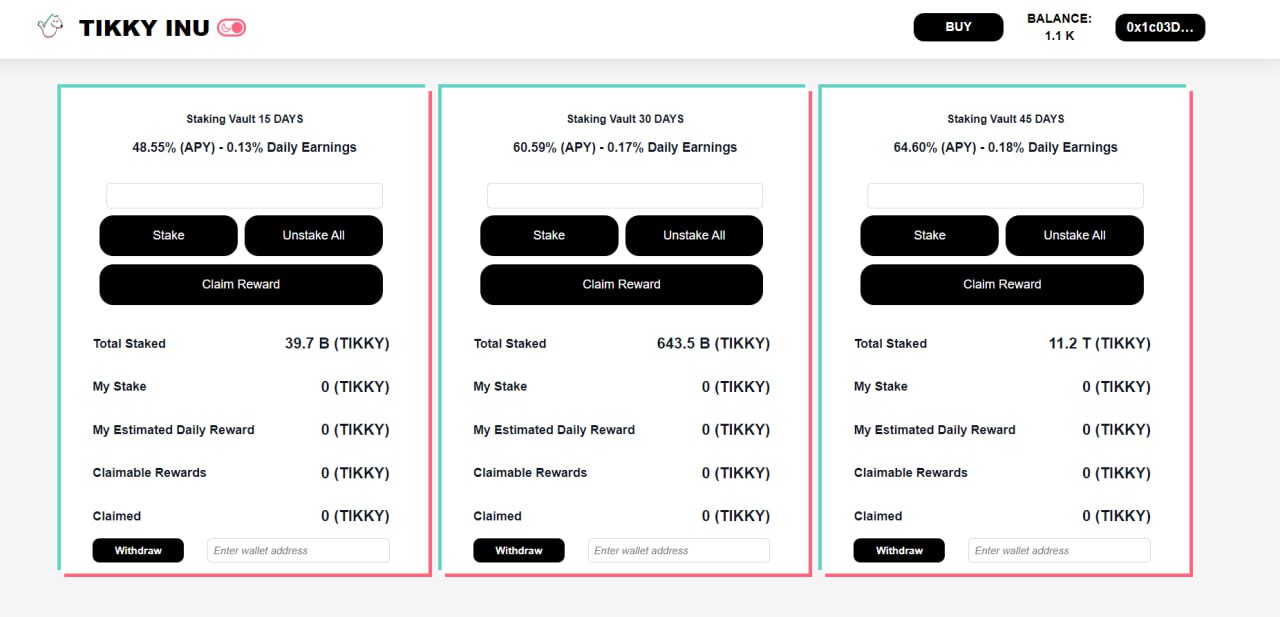 TIKKY INU
BUY
BALANCE:
1.1 K
0x1c03D...
Staking Vault 15 DAYS
48.55% (APY) - 0.13% Daily Earnings
Stake
Unstake All
Claim Reward
Total Staked 39.7 B (TIKKY)
My Stake 0 (TIKKY)
My Estimated Daily Reward 0 (TIKKY)
Claimable Rewards 0 (TIKKY)
Claimed 0 (TIKKY)
Withdraw Enter wallet address
Staking Vault 30 DAYS
60.59% (APY) - 0.17% Daily Earnings
Stake
Unstake All
Claim Reward
Total Staked 643.5 B (TIKKY)
My Stake 0 (TIKKY)
My Estimated Daily Reward 0 (TIKKY)
Claimable Rewards 0 (TIKKY)
Claimed 0 (TIKKY)
Withdraw Enter wallet address
Staking Vault 45 DAYS
64.60% (APY) - 0.18% Daily Earnings
Stake
Unstake All
Claim Reward
Total Staked 11.2 T (TIKKY)
My Stake 0 (TIKKY)
My Estimated Daily Reward 0 (TIKKY)
Claimable Rewards 0 (TIKKY)
Claimed 0 (TIKKY)
Withdraw Enter wallet address